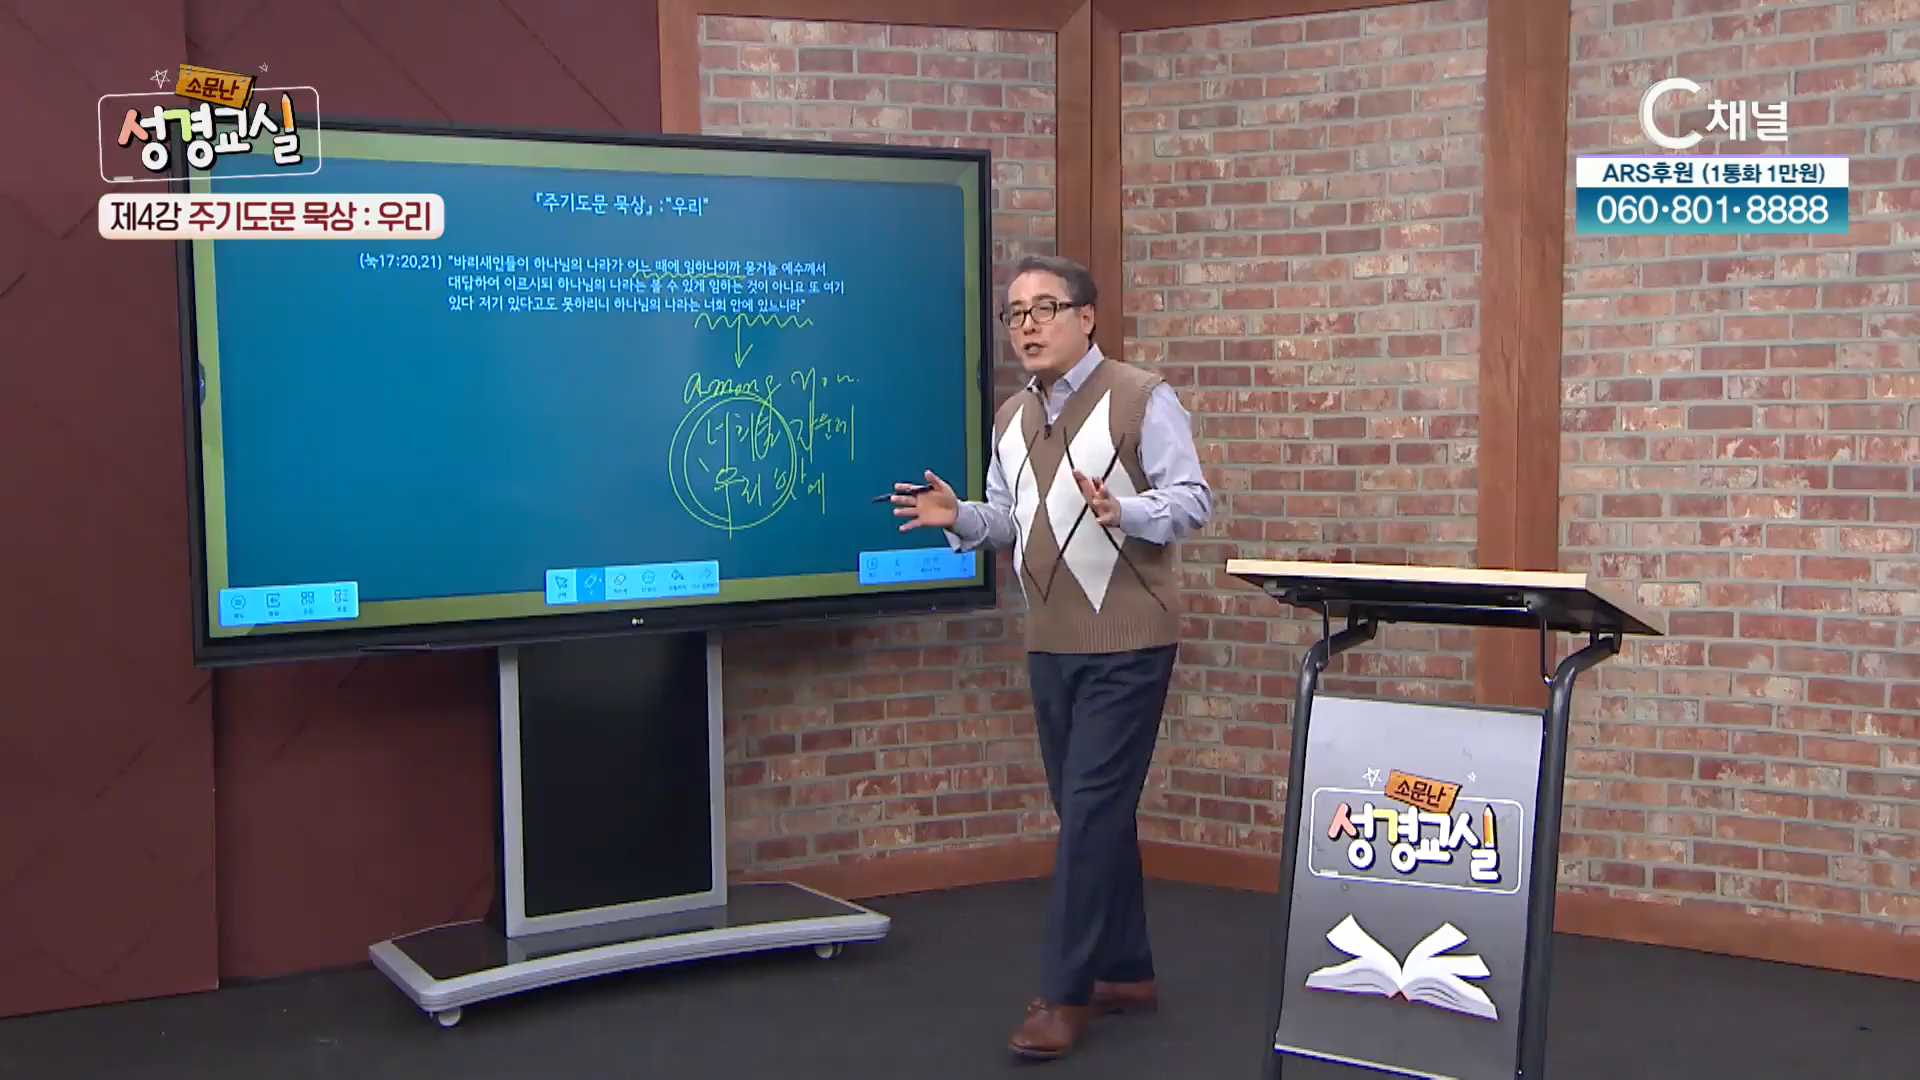 소문난
성경교실
제4강 주기도문 묵상 : 우리
C채널
ARS후원 (1통화 1만원)
060·801·8888
『주기도문 묵상』 : "우리"
(눅17:20,21) "바리새인들이 하나님의 나라가 어느 때에 임하나이까 묻거늘 예수께서
대답하여 이르시되 하나님의 나라는 볼 수 있게 임하는 것이 아니요 또 여기
있다 저기 있다고도 못하리니 하나님의 나라는 너희 안에 있느니라"
among you
너희들 가운데
우리 안에
LG
소문난
성경교실